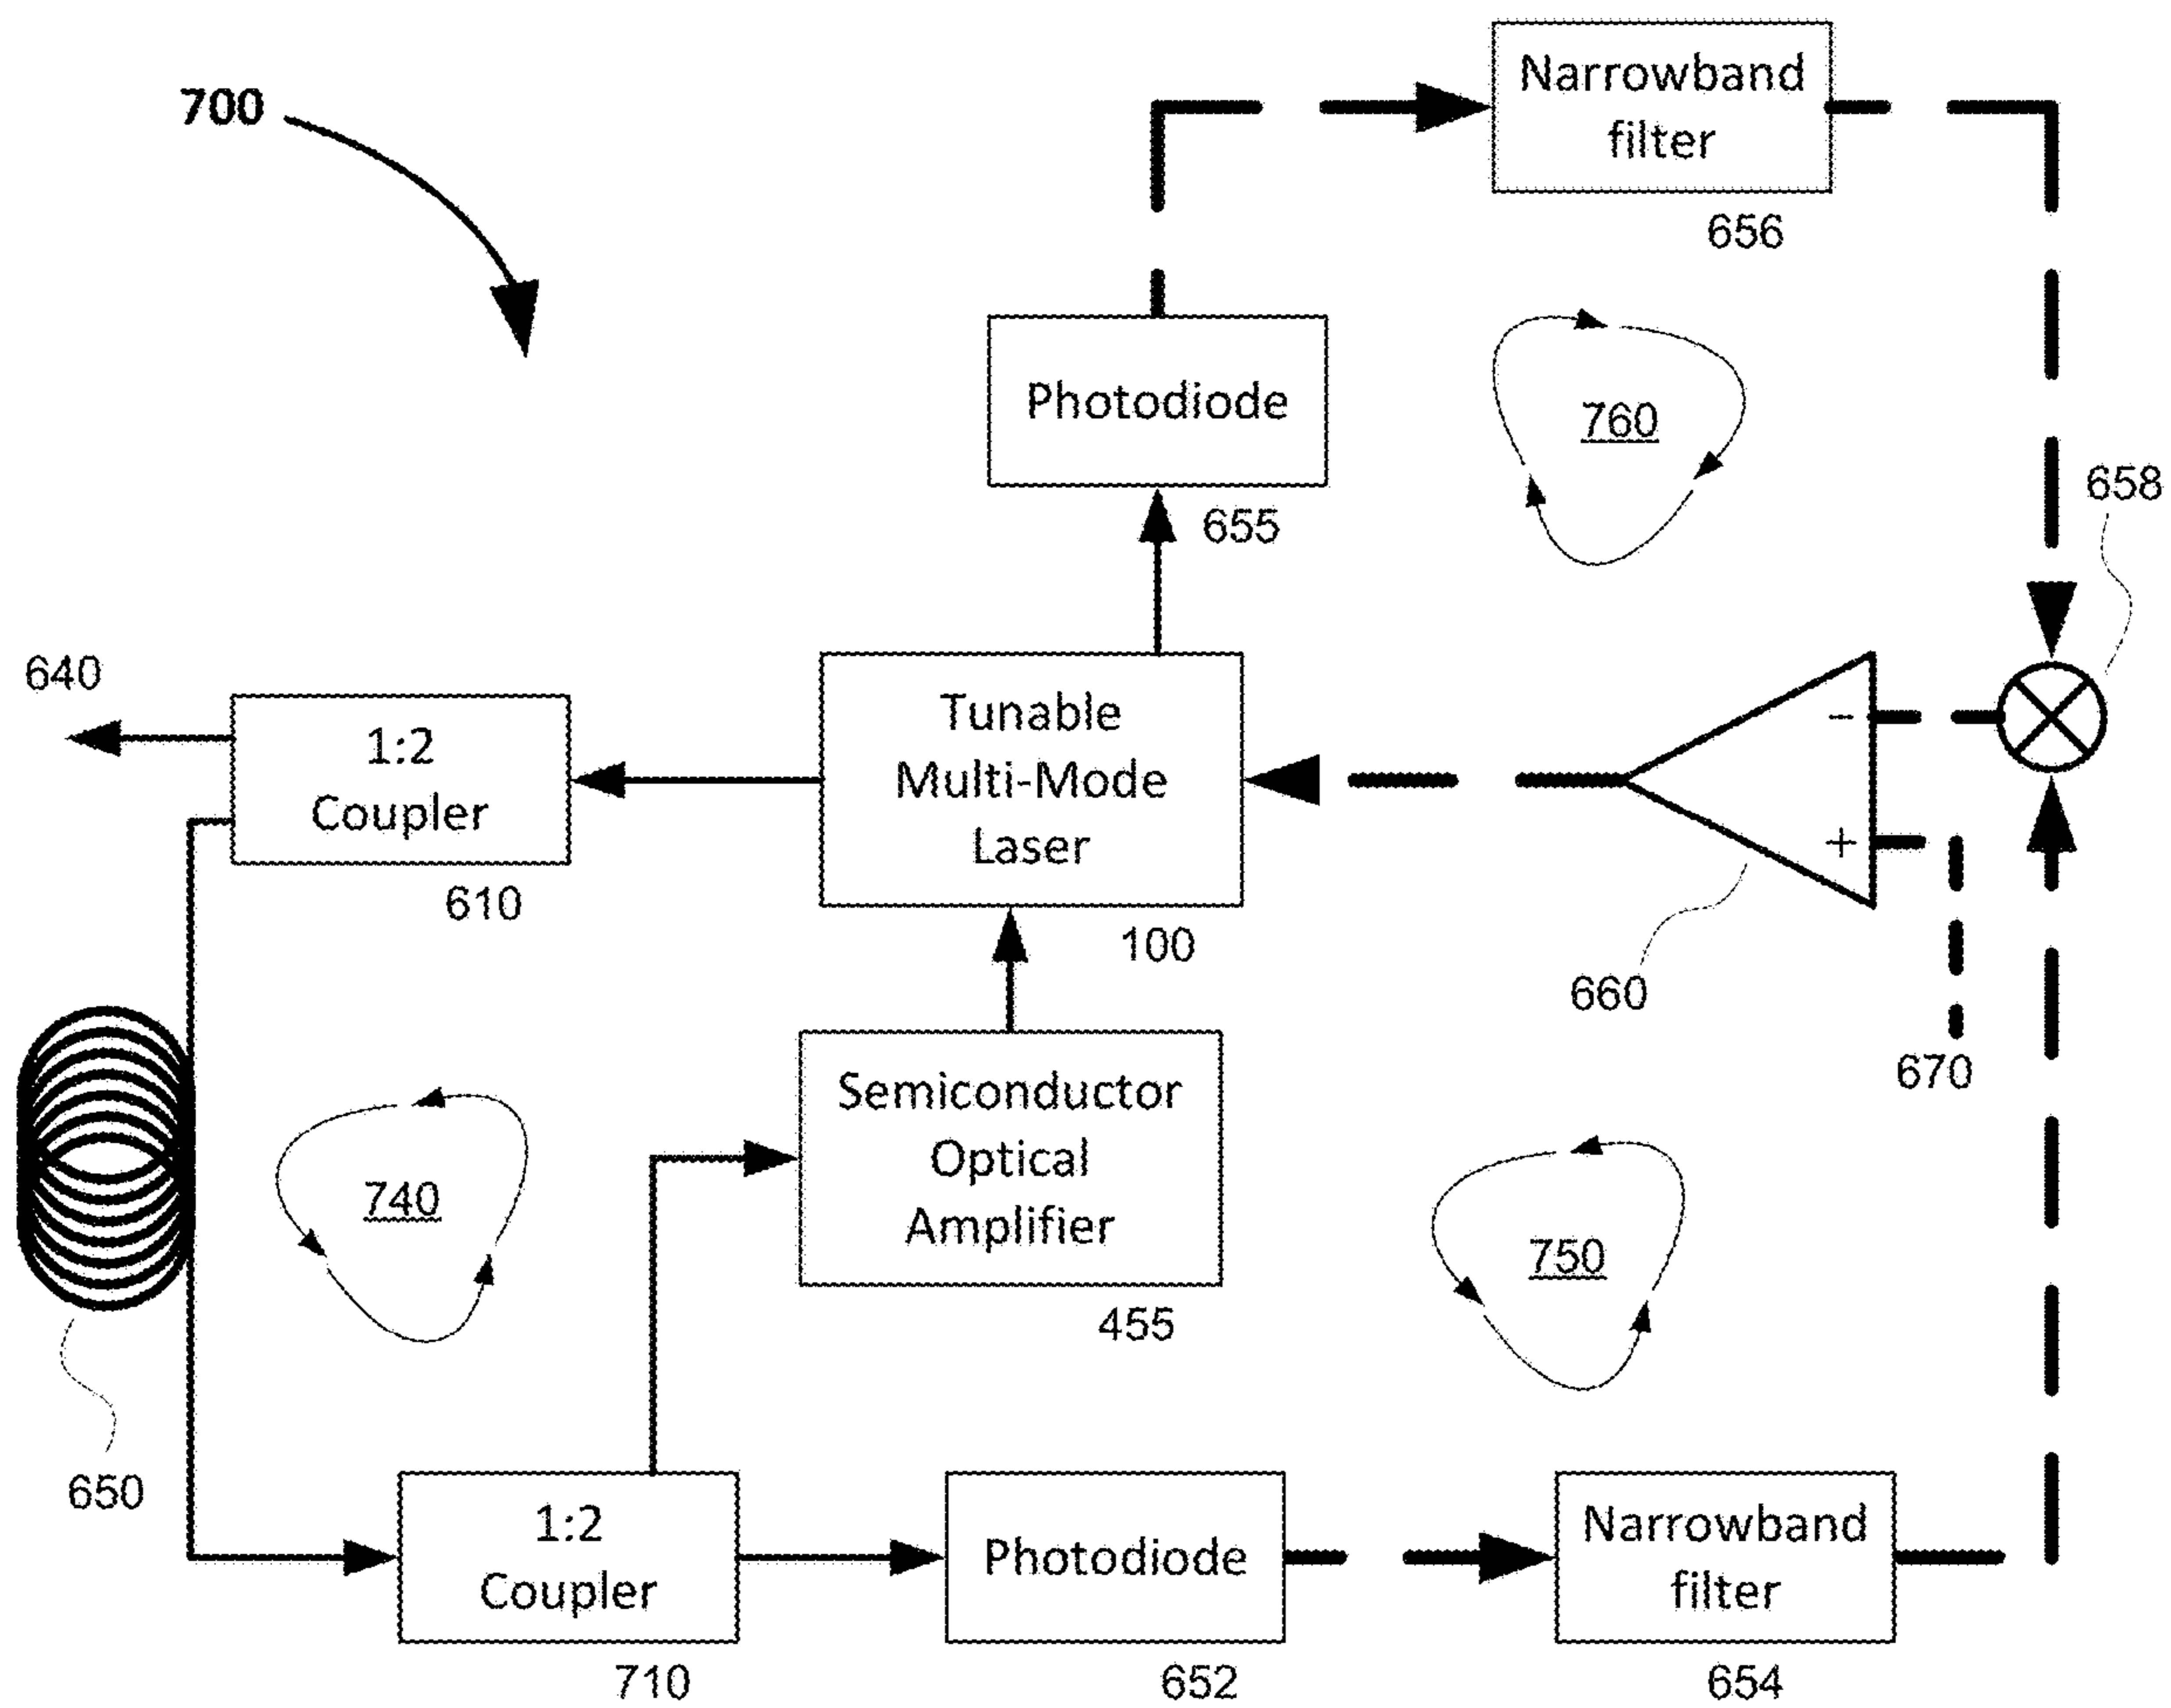 700
Narrowband
filter
656
Photodiode
655
760
658
640
1:2
Coupler
610
Tunable
Multi-Mode
Laser
100
−
+
660
670
650
740
Semiconductor
Optical
Amplifier
455
750
1:2
Coupler
710
Photodiode
652
Narrowband
filter
654